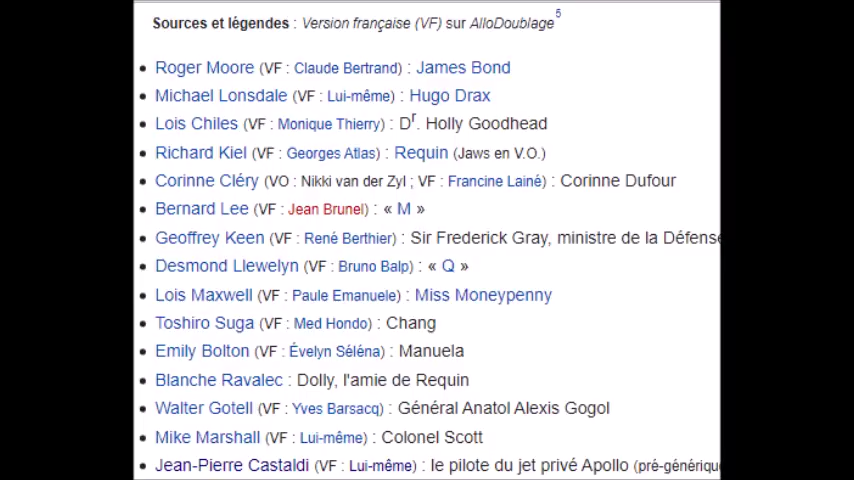 Sources et légendes : Version française (VF) sur AlloDoublage5
• Roger Moore (VF : Claude Bertrand) : James Bond
• Michael Lonsdale (VF : Lui-même) : Hugo Drax
• Lois Chiles (VF : Monique Thierry) : Dr. Holly Goodhead
• Richard Kiel (VF : Georges Atlas) : Requin (Jaws en V.O.)
• Corinne Cléry (VO : Nikki van der Zyl ; VF : Francine Lainé) : Corinne Dufour
• Bernard Lee (VF : Jean Brunel) : « M »
• Geoffrey Keen (VF : René Berthier) : Sir Frederick Gray, ministre de la Défense
• Desmond Llewelyn (VF : Bruno Balp) : « Q »
• Lois Maxwell (VF : Paule Emanuele) : Miss Moneypenny
• Toshiro Suga (VF : Med Hondo) : Chang
• Emily Bolton (VF : Évelyn Séléna) : Manuela
• Blanche Ravalec : Dolly, l'amie de Requin
• Walter Gotell (VF : Yves Barsacq) : Général Anatol Alexis Gogol
• Mike Marshall (VF : Lui-même) : Colonel Scott
• Jean-Pierre Castaldi (VF : Lui-même) : le pilote du jet privé Apollo (pré-générique